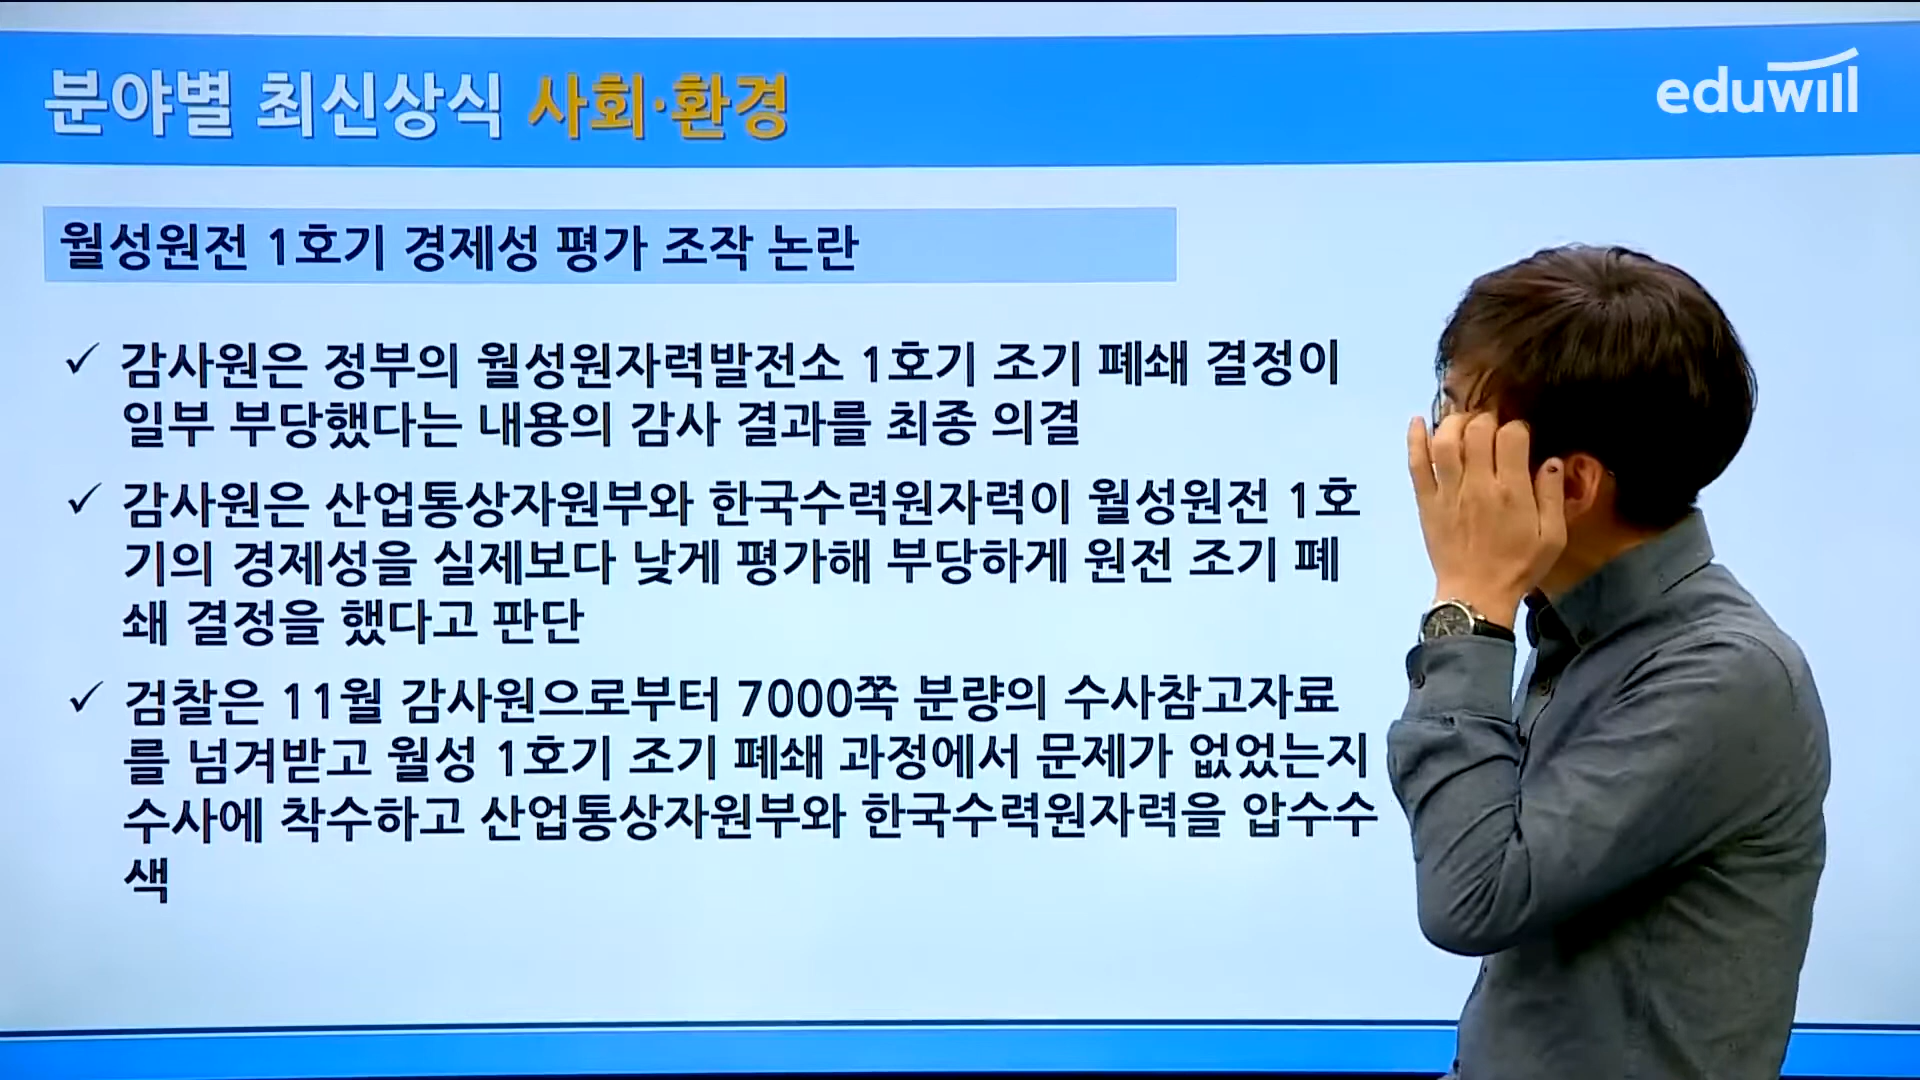 분야별 최신상식 사회·환경
eduwill
월성원전 1호기 경제성 평가 조작 논란
✓ 감사원은 정부의 월성원자력발전소 1호기 조기 폐쇄 결정이
일부 부당했다는 내용의 감사 결과를 최종 의결
✓ 감사원은 산업통상자원부와 한국수력원자력이 월성원전 1호
기의 경제성을 실제보다 낮게 평가해 부당하게 원전 조기 폐
쇄 결정을 했다고 판단
✓ 검찰은 11월 감사원으로부터 7000쪽 분량의 수사참고자료
를 넘겨받고 월성 1호기 조기 폐쇄 과정에서 문제가 없었는지
수사에 착수하고 산업통상자원부와 한국수력원자력을 압수수
색